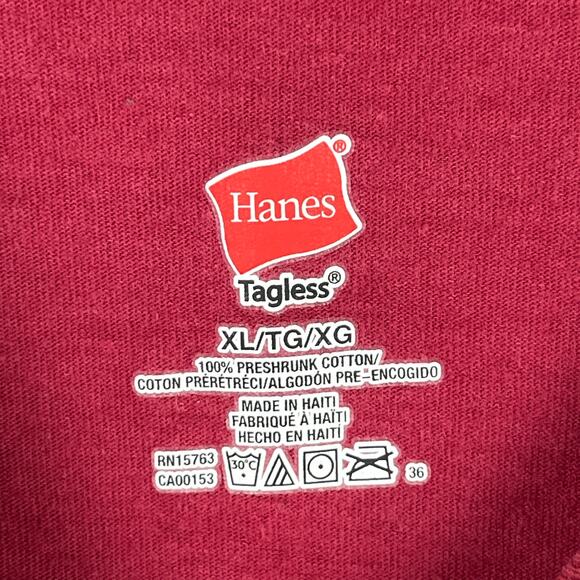 Hanes®
Tagless®
XL/TG/XG
100% PRESHRUNK COTTON/
COTON PRÉRÉTRÉCI/ALGODÓN PRE-ENCOGIDO
MADE IN HAITI
FABRIQUÉ À HAÏTI
HECHO EN HAITÍ
RN15763
CA00153
30°C
36